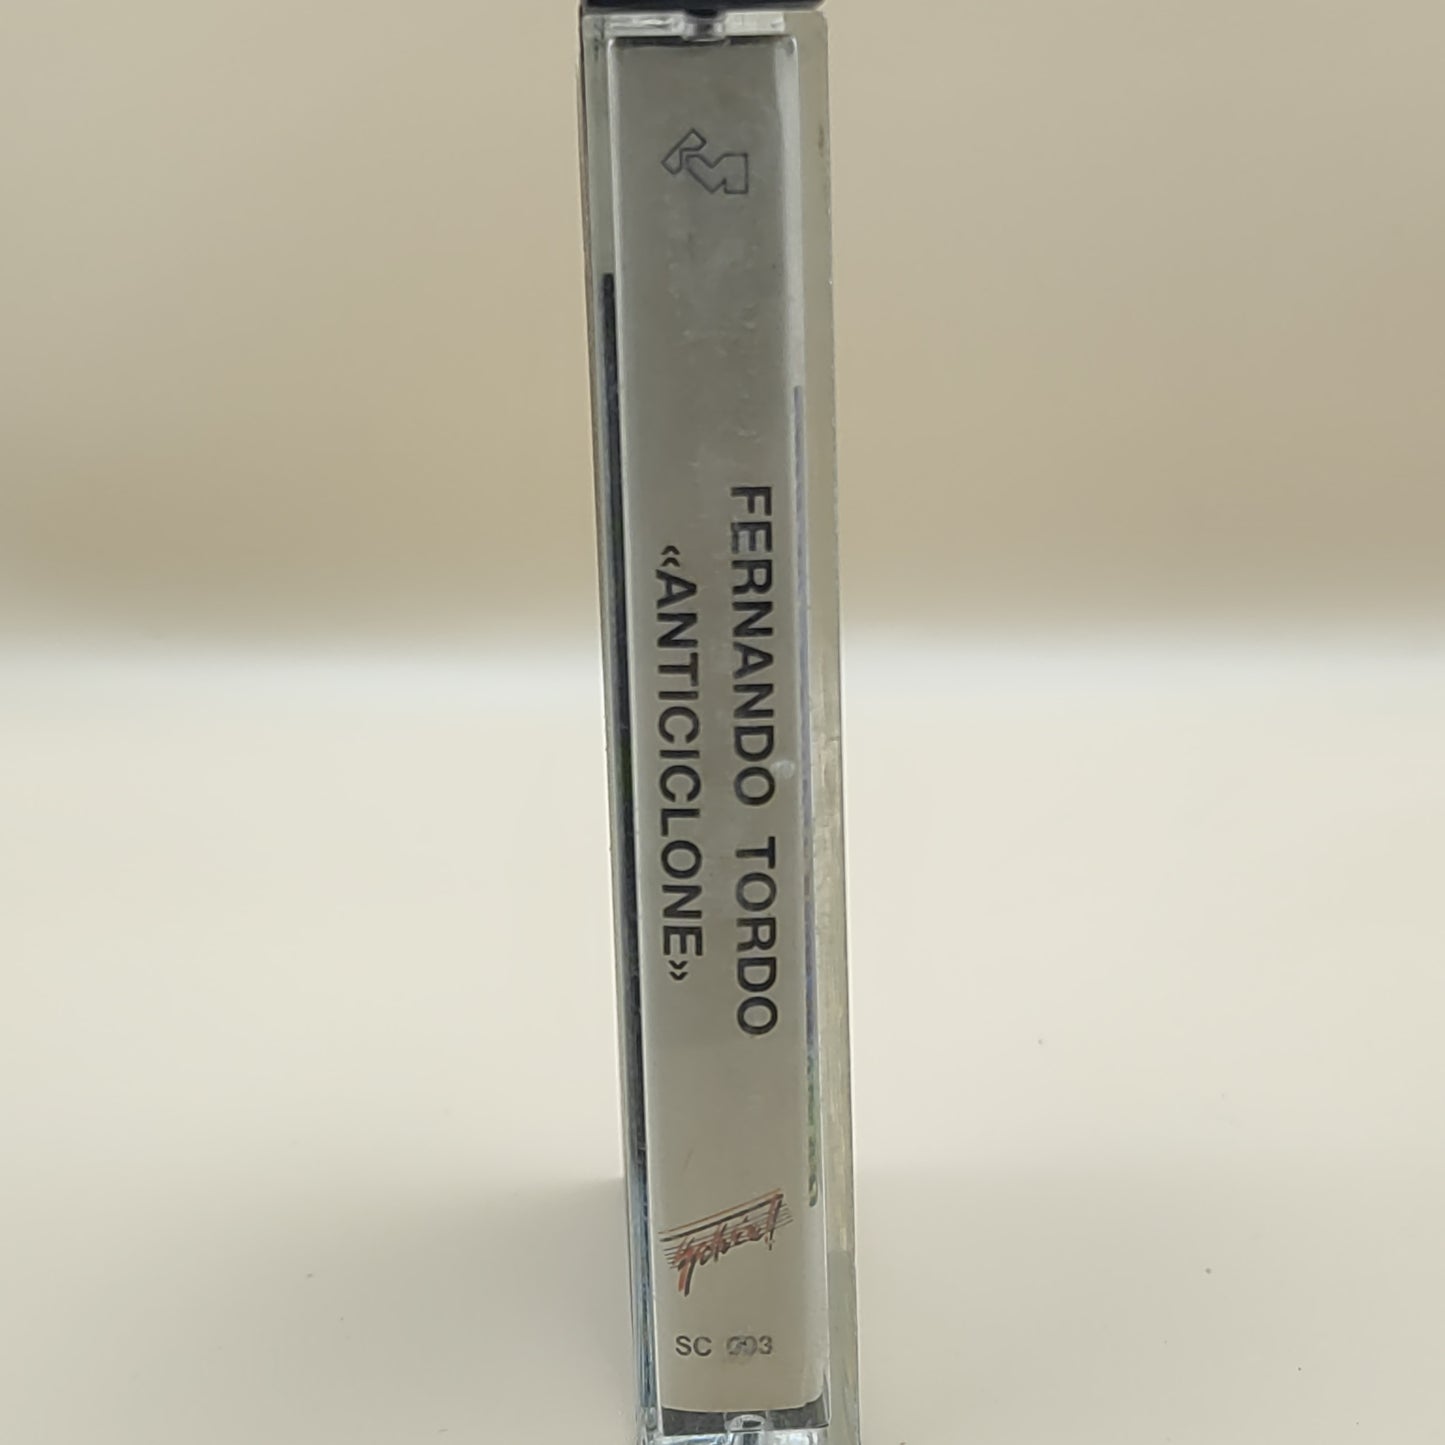 FERNANDO TORDO
«ANTICICLONE»
SC 003